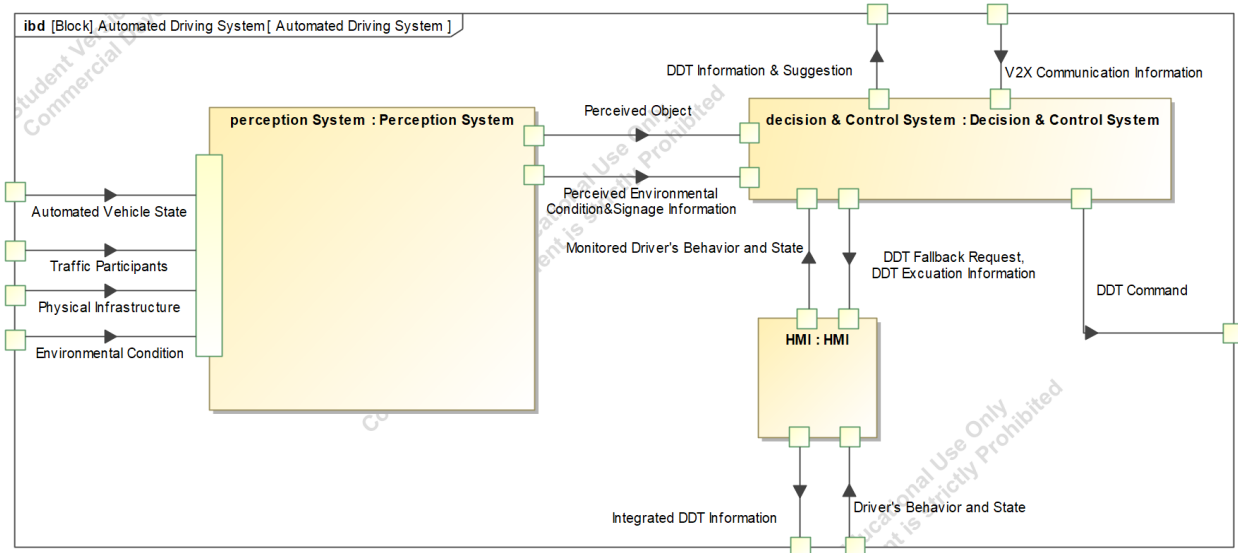 ibd [Block] Automated Driving System[ Automated Driving System ]
DDT Information & Suggestion
V2X Communication Information
perception System : Perception System
Perceived Object
decision & Control System : Decision & Control System
Automated Vehicle State
Perceived Environmental
Condition&Signage Information
Traffic Participants
Monitored Driver's Behavior and State
DDT Fallback Request,
DDT Excuation Information
Physical Infrastructure
DDT Command
Environmental Condition
HMI : HMI
Integrated DDT Information
Driver's Behavior and State